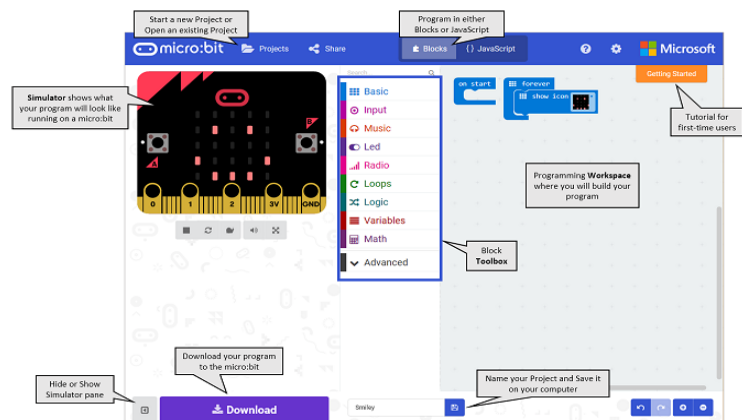 Start a new Project or
Open an existing Project
Program in either
Blocks or JavaScript
micro:bit
Projects
Share
Blocks
{} JavaScript
?
Microsoft
Search...
Getting Started
Simulator shows what
your program will look like
running on a micro:bit
B
A
0 1 2 3V GND
Basic
Input
Music
Led
Radio
Loops
Logic
Variables
Math
Advanced
on start
forever
show icon
Tutorial for
first-time users
Programming Workspace
where you will build your
program
Block
Toolbox
Download your program
to the micro:bit
Hide or Show
Simulator pane
Name your Project and Save it
on your computer
Download
Smiley